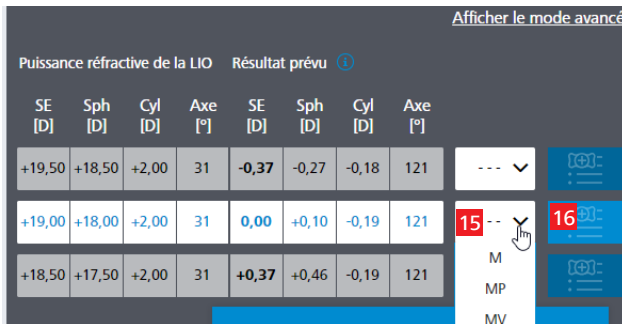 Afficher le mode avancé
Puissance réfractive de la LIO Résultat prévu i
SE Sph Cyl Axe SE Sph Cyl Axe
[D] [D] [D] [º] [D] [D] [D] [º]
+19,50 +18,50 +2,00 31 -0,37 -0,27 -0,18 121 ---
+19,00 +18,00 +2,00 31 0,00 +0,10 -0,19 121 15 -- 16
+18,50 +17,50 +2,00 31 +0,37 +0,46 -0,19 121 M
MP
MV